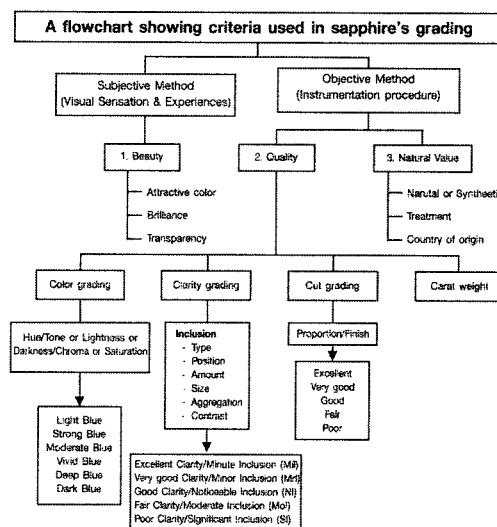 A flowchart showing criteria used in sapphire's grading
Subjective Method
(Visual Sensation & Experiences)
Objective Method
(Instrumentation procedure)
1. Beauty
2. Quality
3. Natural Value
Attractive color
Brilliance
Transparency
Narutal or Syntheti
Treatment
Country of origin
Color grading
Clarity grading
Cut grading
Carat weight
Hue/Tone or Lightness or
Darkness/Chroma or Saturation
Inclusion
- Type
- Position
- Amount
- Size
- Aggregation
- Contrast
Proportion/Finish
Excellent
Very good
Good
Fair
Poor
Light Blue
Strong Blue
Moderate Blue
Vivid Blue
Deep Blue
Dark Blue
Excellent Clarity/Minute Inclusion (MiI)
Very good Clarity/Minor Inclusion (MrI)
Good Clarity/Noticeable Inclusion (NI)
Fair Clarity/Moderate Inclusion (MoI)
Poor Clarity/Significant Inclusion (SI)